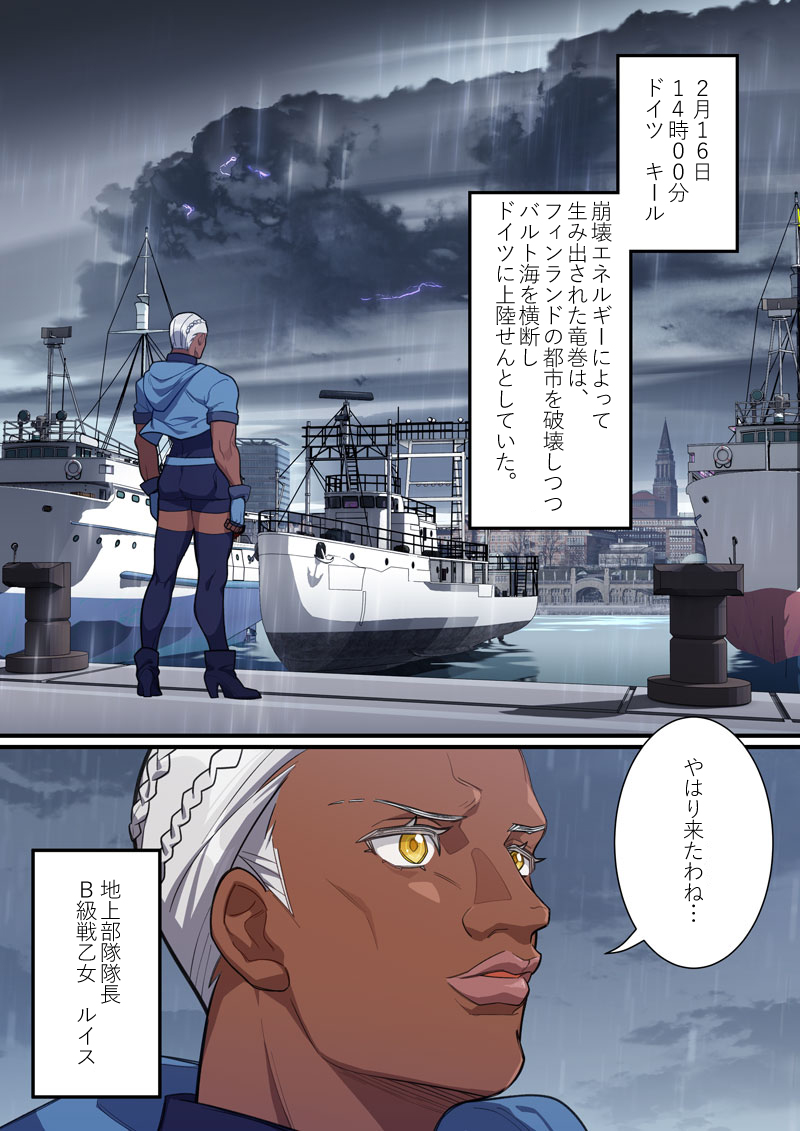 ２月１６日
１４時００分
ドイツ　キール
崩壊エネルギーによって
生み出された竜巻は、
フィンランドの都市を破壊しつつ
バルト海を横断し
ドイツに上陸せんとしていた。
やはり来たわね…
地上部隊隊長
Ｂ級戦乙女　ルイス